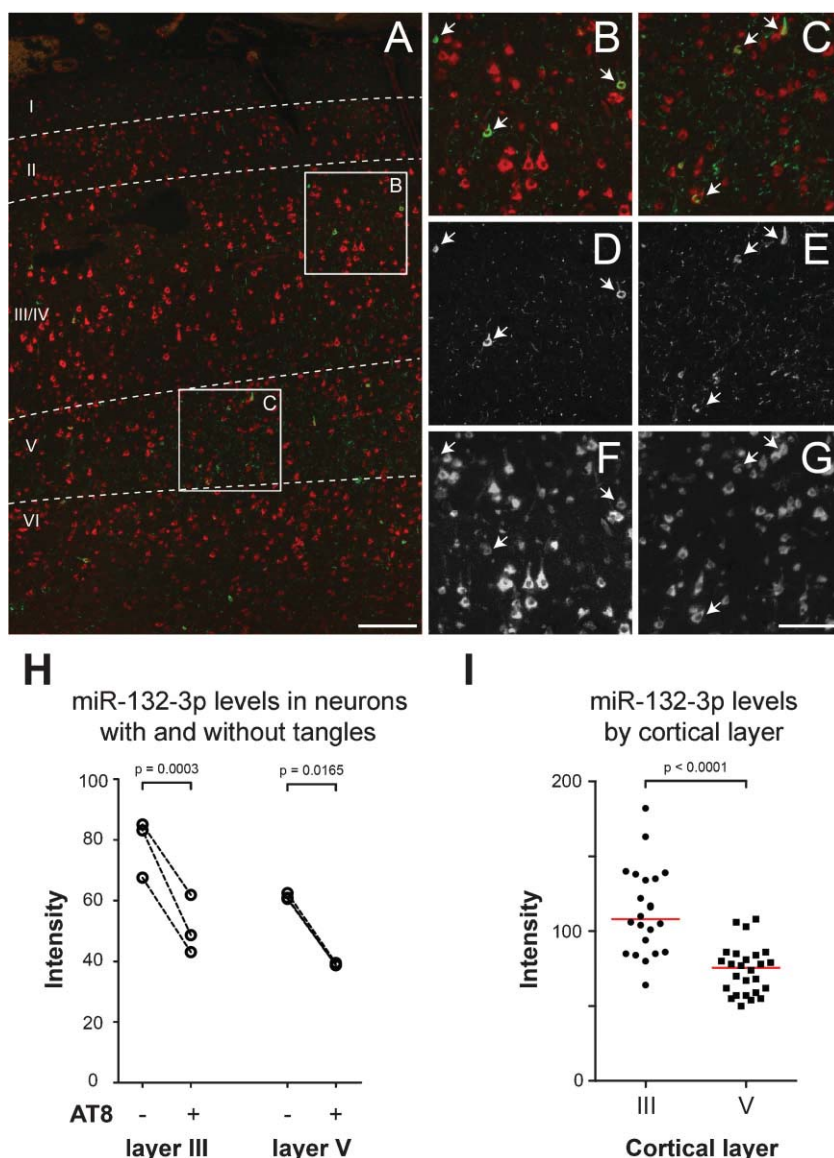 A
B
C
I
II
B
III/IV
C
V
VI
D
E
F
G
H
miR-132-3p levels in neurons
with and without tangles
p = 0.0003
p = 0.0165
100
80
60
40
20
0
Intensity
AT8 - + - +
layer III layer V
I
miR-132-3p levels
by cortical layer
p < 0.0001
200
100
0
Intensity
III V
Cortical layer